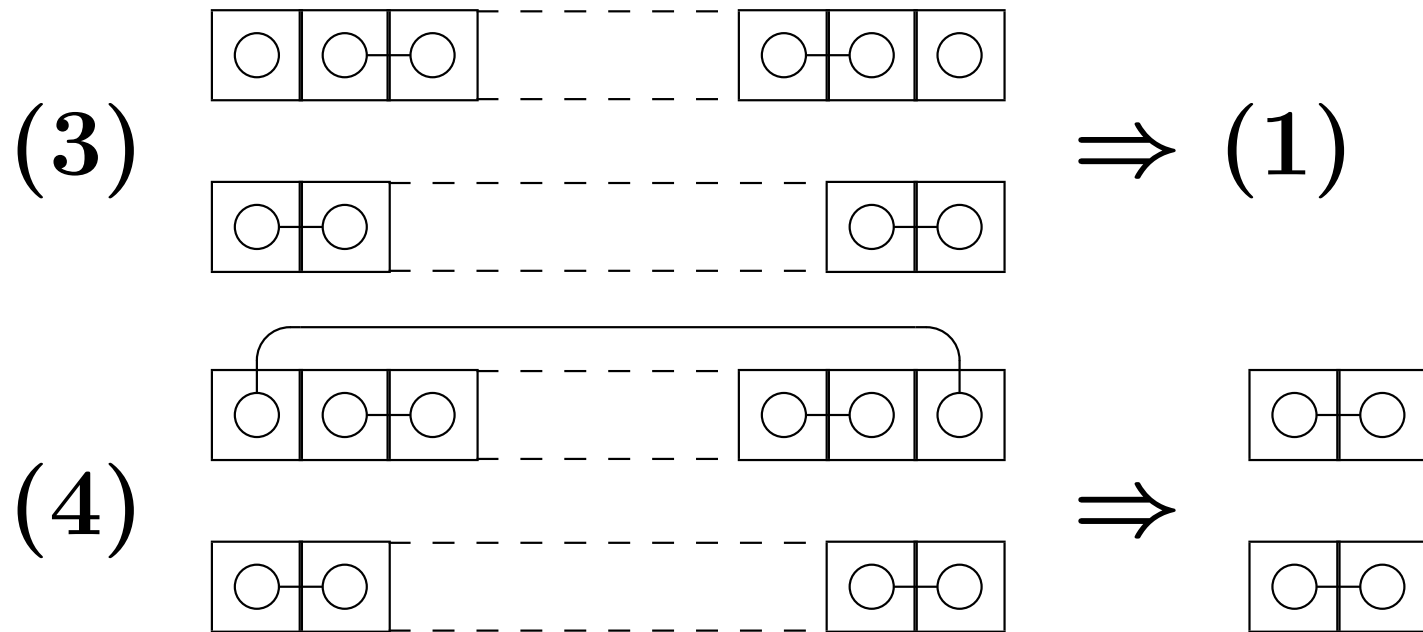 (3) ⇒ (1)
(4) ⇒